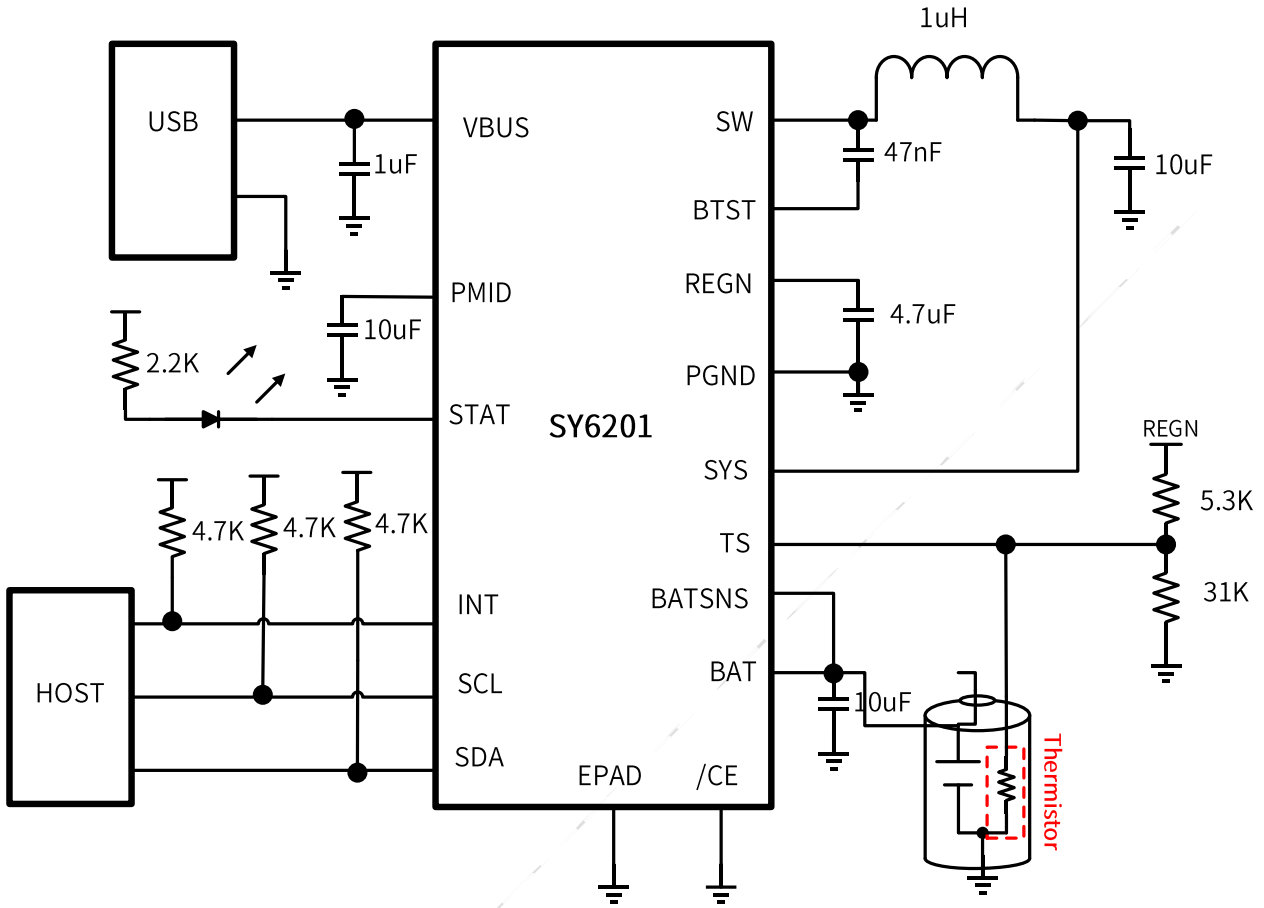 1uH
USB
VBUS
SW
1uF
47nF
10uF
BTST
PMID
REGN
10uF
4.7uF
2.2K
PGND
STAT
SY6201
REGN
SYS
5.3K
4.7K
4.7K
4.7K
TS
31K
INT
BATSNS
HOST
SCL
BAT
10uF
SDA
EPAD
/CE
Thermistor